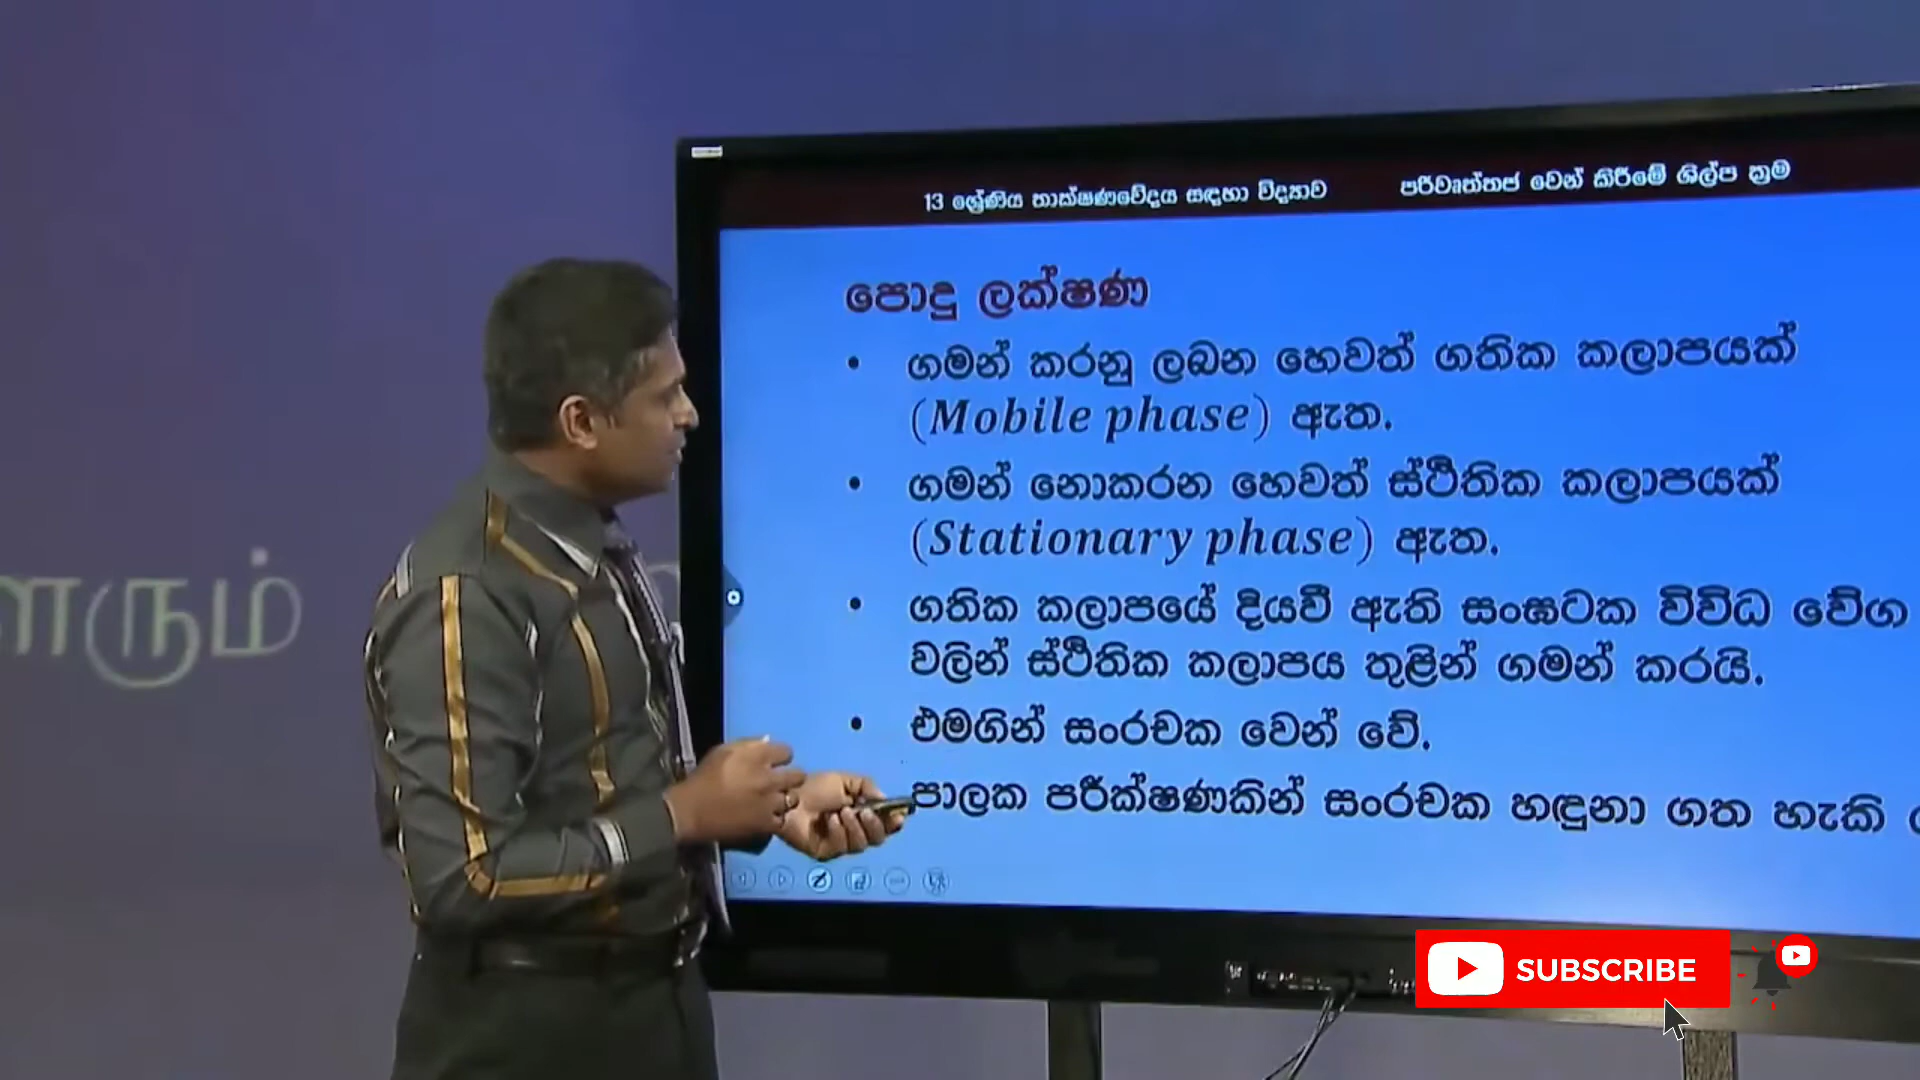 13 ශ්‍රේණිය තාක්ෂණවේදය සඳහා විද්‍යාව
පරිවෘත්තජ වෙන් කිරීමේ ශිල්ප ක්‍රම
පොදු ලක්ෂණ
• ගමන් කරනු ලබන හෙවත් ගතික කලාපයක්
(Mobile phase) ඇත.
• ගමන් නොකරන හෙවත් ස්ථිතික කලාපයක්
(Stationary phase) ඇත.
• ගතික කලාපයේ දියවී ඇති සංඝටක විවිධ වේග
වලින් ස්ථිතික කලාපය තුළින් ගමන් කරයි.
• එමගින් සංරචක වෙන් වේ.
පාලක පරීක්ෂණකින් සංරචක හඳුනා ගත හැකි
ளரும்
SUBSCRIBE